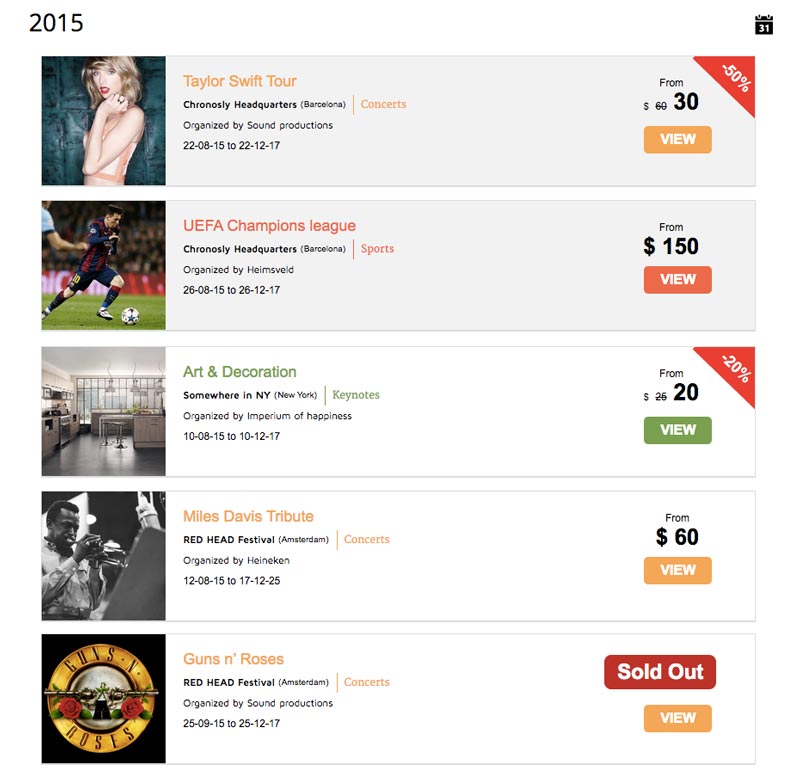 2015
31
Taylor Swift Tour
Chronosly Headquarters (Barcelona) Concerts
Organized by Sound productions
22-08-15 to 22-12-17
-50%
From
$ 60 30
VIEW
UEFA Champions league
Chronosly Headquarters (Barcelona) Sports
Organized by Heimsveld
26-08-15 to 26-12-17
From
$ 150
VIEW
10
Art & Decoration
Somewhere in NY (New York) Keynotes
Organized by Imperium of happiness
10-08-15 to 10-12-17
-20%
From
$ 25 20
VIEW
Miles Davis Tribute
RED HEAD Festival (Amsterdam) Concerts
Organized by Heineken
12-08-15 to 17-12-25
From
$ 60
VIEW
GUNS N'
ROSES
Guns n' Roses
RED HEAD Festival (Amsterdam) Concerts
Organized by Sound productions
25-09-15 to 25-12-17
Sold Out
VIEW